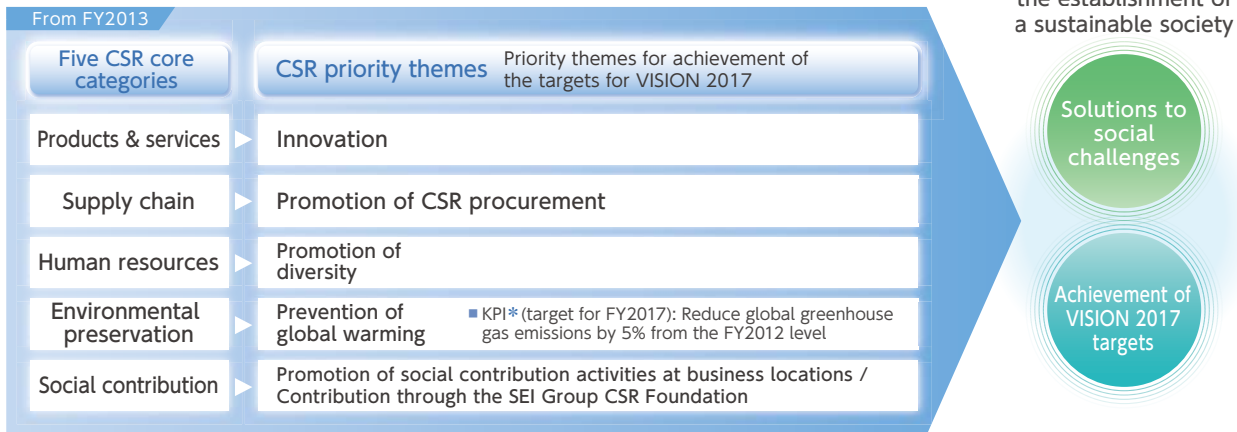 From FY2013
Five CSR core
categories
CSR priority themes
Priority themes for achievement of
the targets for VISION 2017
Products & services
Innovation
Supply chain
Promotion of CSR procurement
Human resources
Promotion of
diversity
Environmental
preservation
Prevention of
global warming
■ KPI* (target for FY2017): Reduce global greenhouse
gas emissions by 5% from the FY2012 level
Social contribution
Promotion of social contribution activities at business locations /
Contribution through the SEI Group CSR Foundation
the establishment of
a sustainable society
Solutions to
social
challenges
Achievement of
VISION 2017
targets